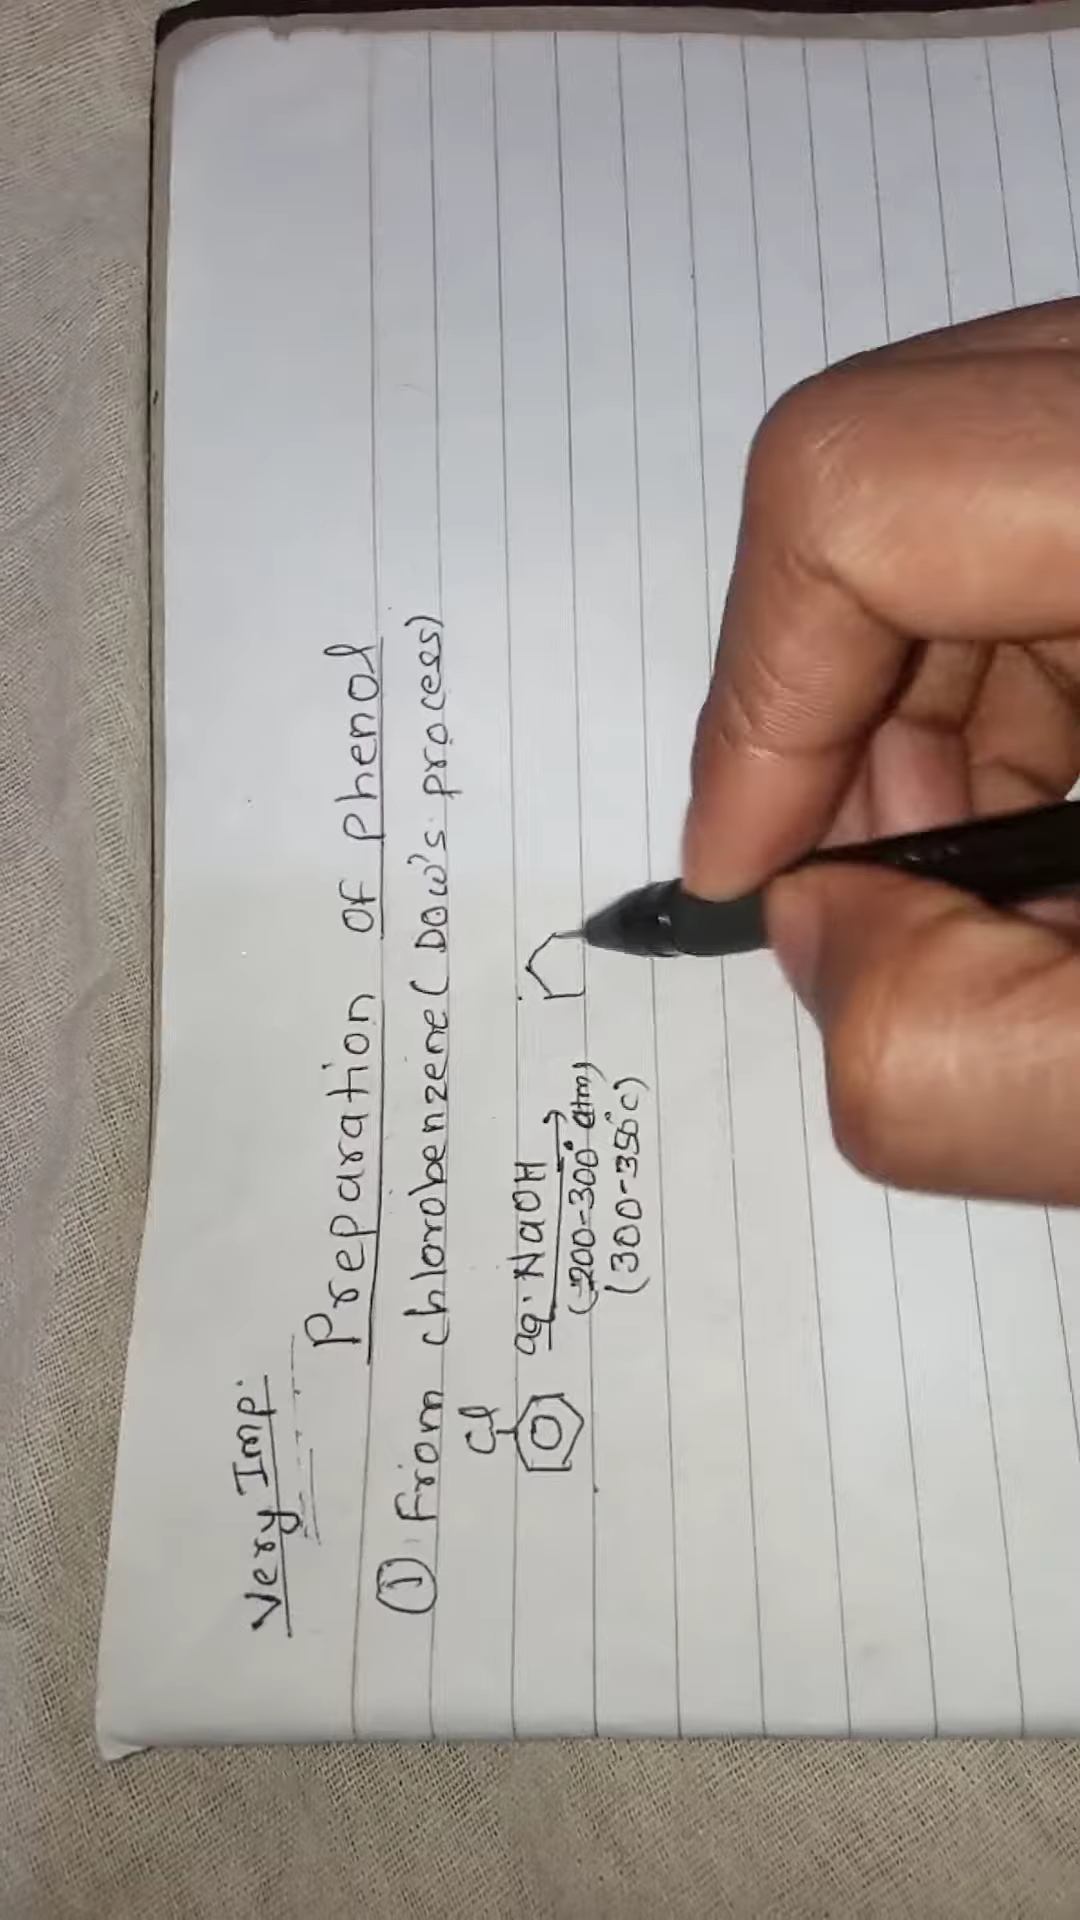 Very Imp.
Preparation of Phenol
① From chlorobenzene (Dow's process)
Cl
aq. NaOH
(200-300° atm)
(300-350°c)